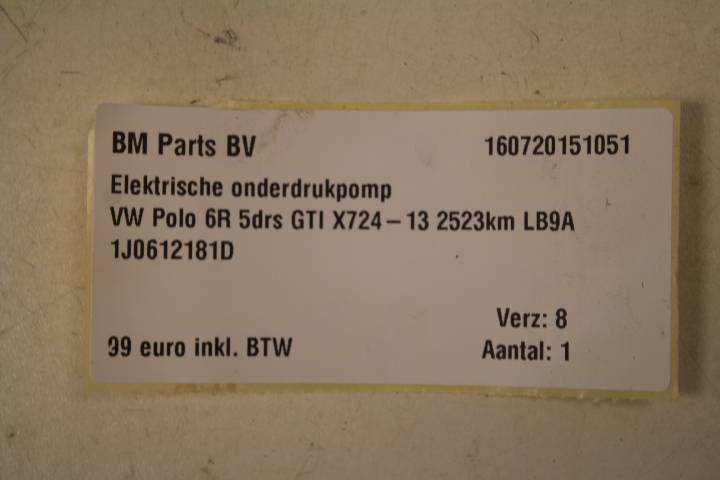 BM Parts BV 160720151051
Elektrische onderdrukpomp
VW Polo 6R 5drs GTI X724-13 2523km LB9A
1J0612181D
Verz: 8
99 euro inkl. BTW Aantal: 1